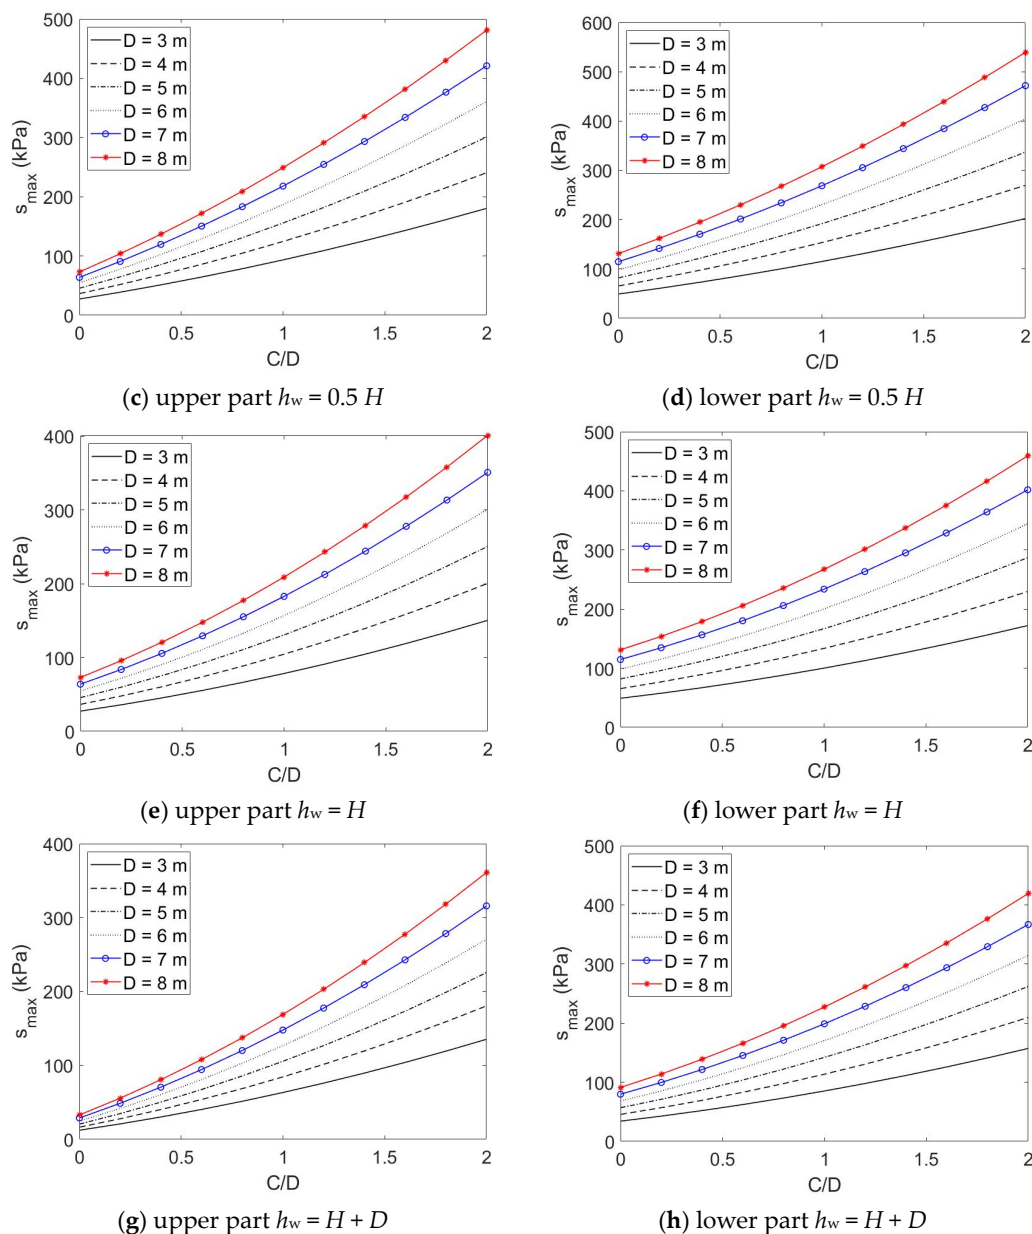 500
400
300
200
100
0
s_max (kPa)
D = 3 m
D = 4 m
D = 5 m
D = 6 m
D = 7 m
D = 8 m
0 0.5 1 1.5 2
C/D
(c) upper part h_w = 0.5 H
600
500
400
300
200
100
0
s_max (kPa)
D = 3 m
D = 4 m
D = 5 m
D = 6 m
D = 7 m
D = 8 m
0 0.5 1 1.5 2
C/D
(d) lower part h_w = 0.5 H
400
300
200
100
0
s_max (kPa)
D = 3 m
D = 4 m
D = 5 m
D = 6 m
D = 7 m
D = 8 m
0 0.5 1 1.5 2
C/D
(e) upper part h_w = H
500
400
300
200
100
0
s_max (kPa)
D = 3 m
D = 4 m
D = 5 m
D = 6 m
D = 7 m
D = 8 m
0 0.5 1 1.5 2
C/D
(f) lower part h_w = H
400
300
200
100
0
s_max (kPa)
D = 3 m
D = 4 m
D = 5 m
D = 6 m
D = 7 m
D = 8 m
0 0.5 1 1.5 2
C/D
(g) upper part h_w = H + D
500
400
300
200
100
0
s_max (kPa)
D = 3 m
D = 4 m
D = 5 m
D = 6 m
D = 7 m
D = 8 m
0 0.5 1 1.5 2
C/D
(h) lower part h_w = H + D